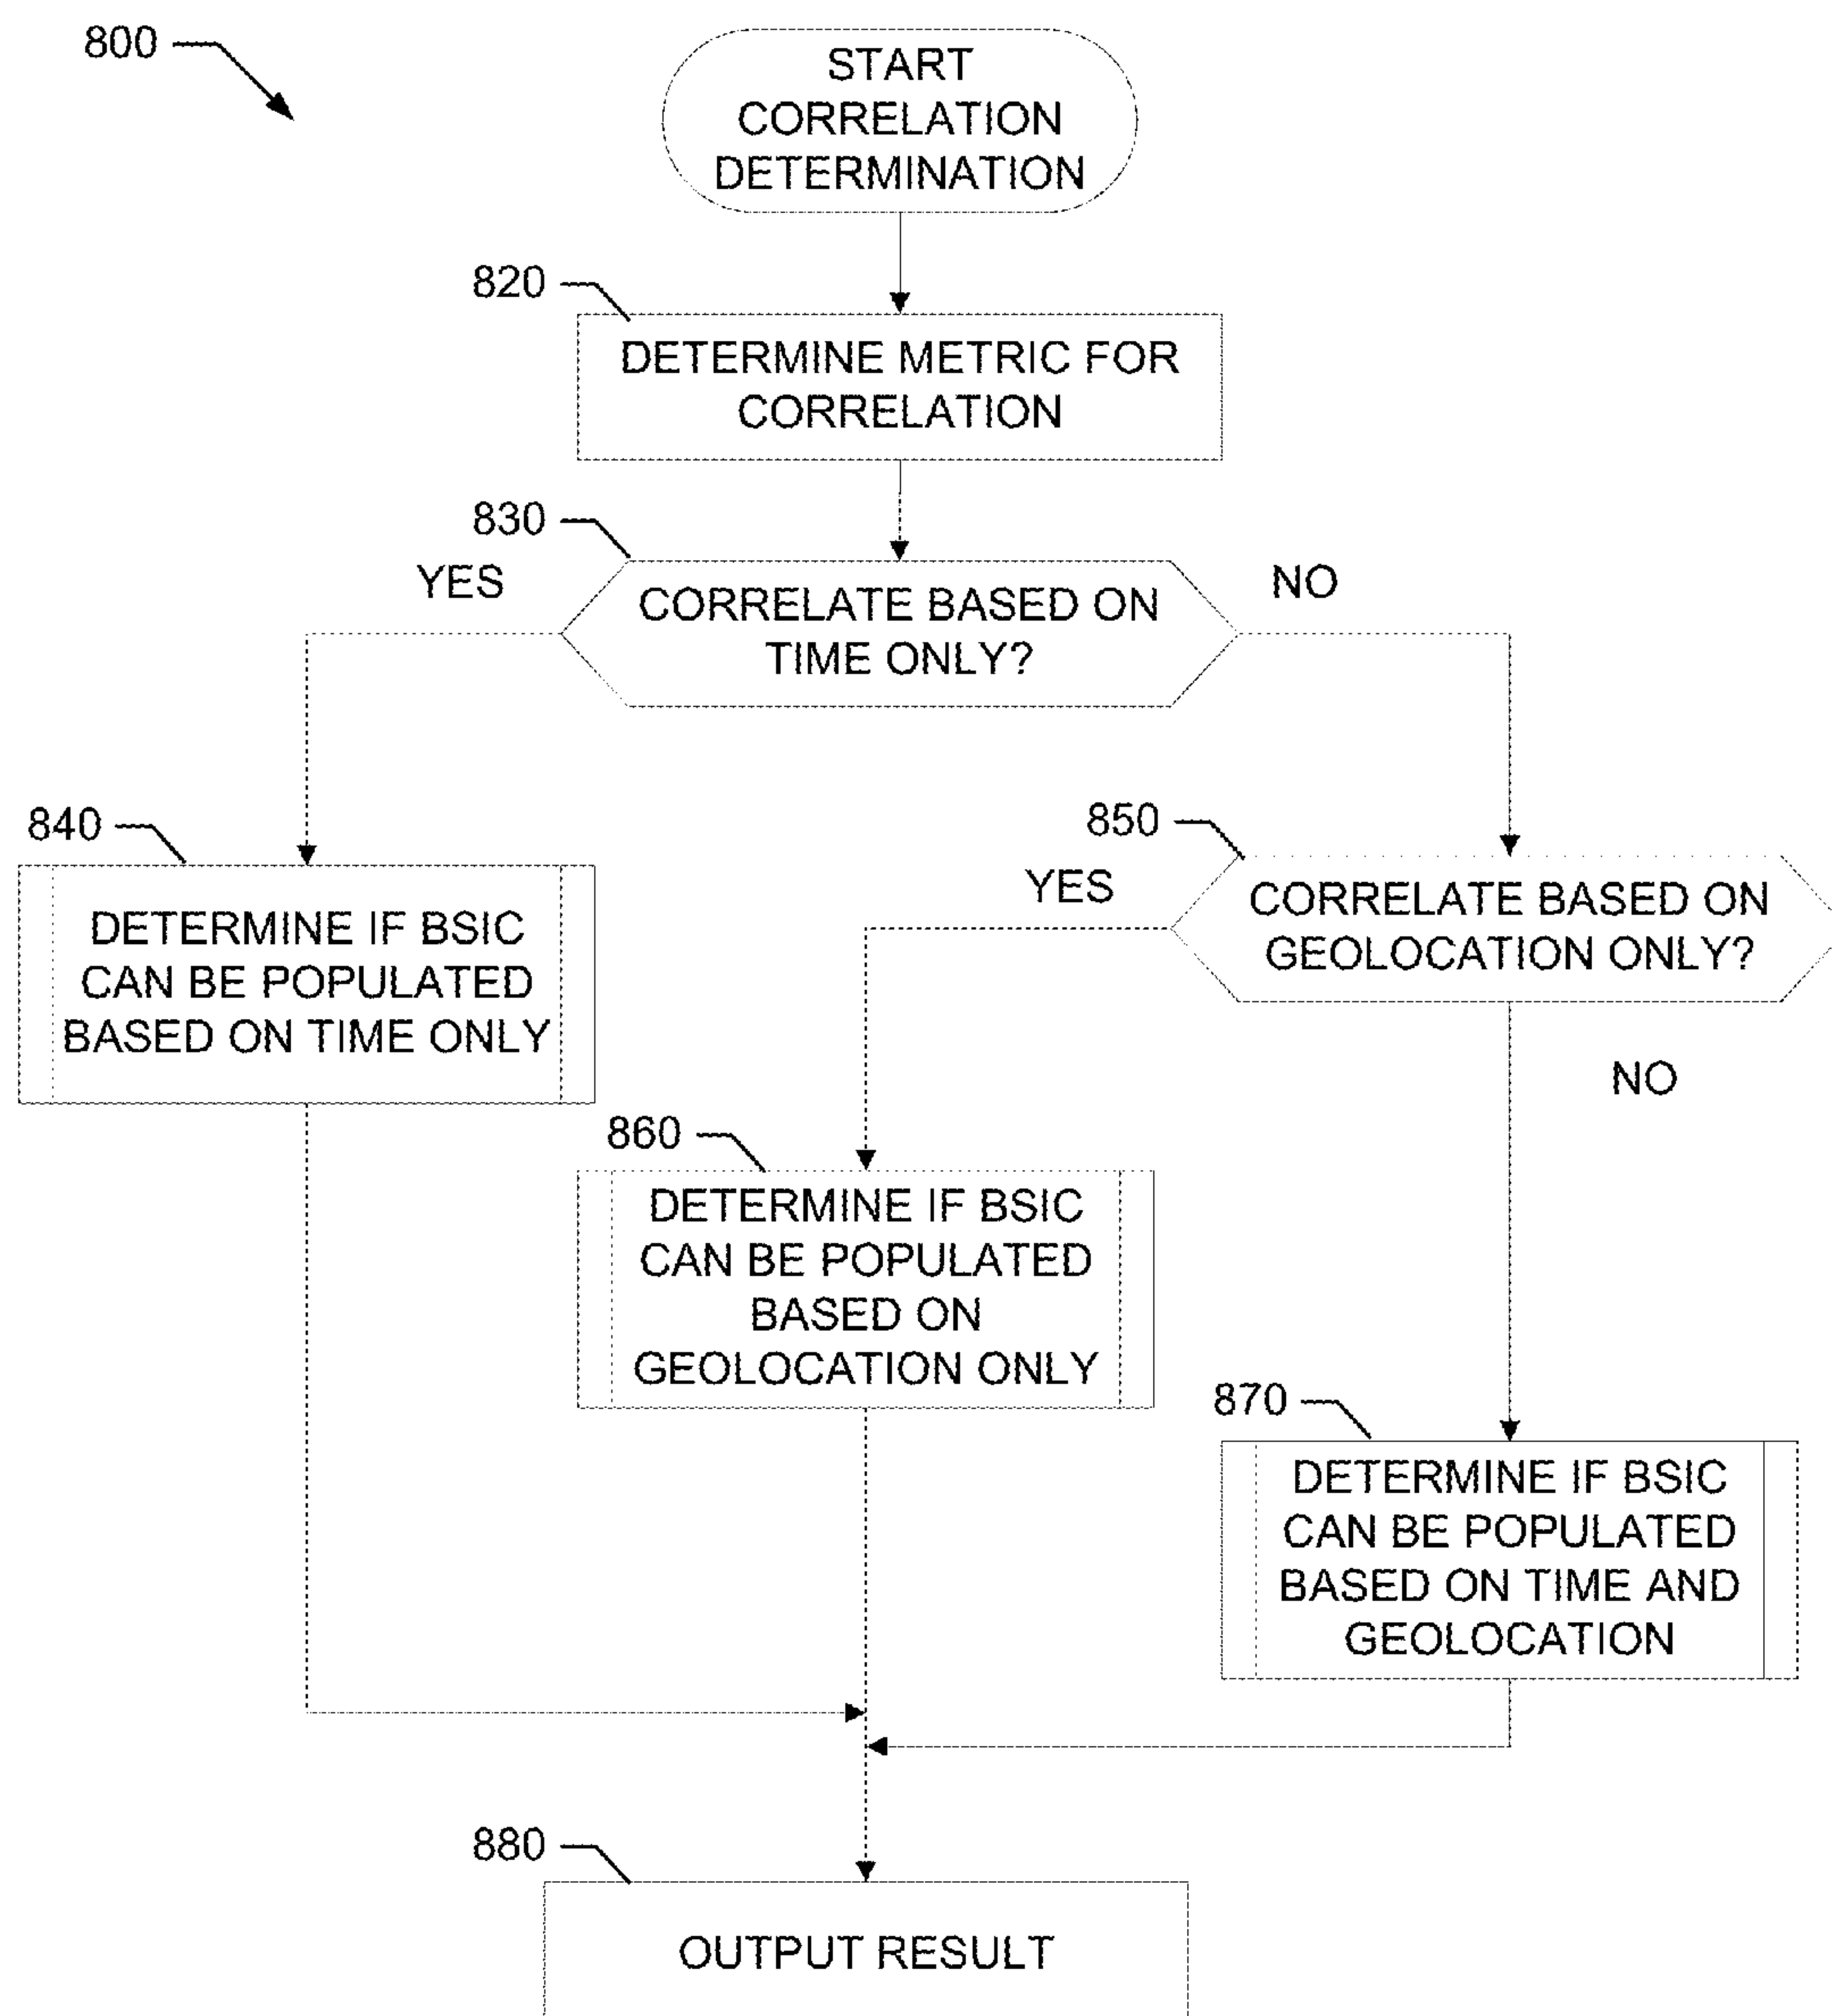 800
START
CORRELATION
DETERMINATION
820
DETERMINE METRIC FOR
CORRELATION
830
YES
NO
CORRELATE BASED ON
TIME ONLY?
840
DETERMINE IF BSIC
CAN BE POPULATED
BASED ON TIME ONLY
850
YES
CORRELATE BASED ON
GEOLOCATION ONLY?
NO
860
DETERMINE IF BSIC
CAN BE POPULATED
BASED ON
GEOLOCATION ONLY
870
DETERMINE IF BSIC
CAN BE POPULATED
BASED ON TIME AND
GEOLOCATION
880
OUTPUT RESULT